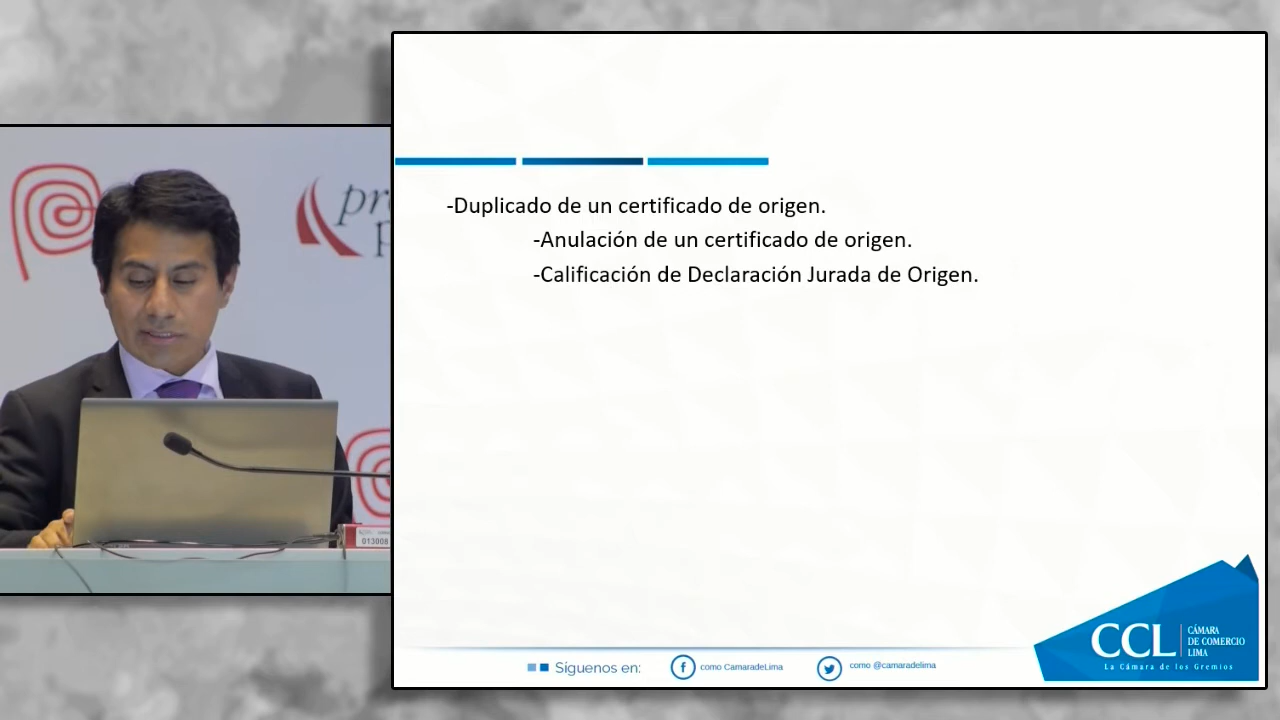 -Duplicado de un certificado de origen.
-Anulación de un certificado de origen.
-Calificación de Declaración Jurada de Origen.
013008
Síguenos en:
f
como CamaradeLima
como @camaradelima
CCL
CÁMARA
DE COMERCIO
LIMA
La Cámara de los Gremios